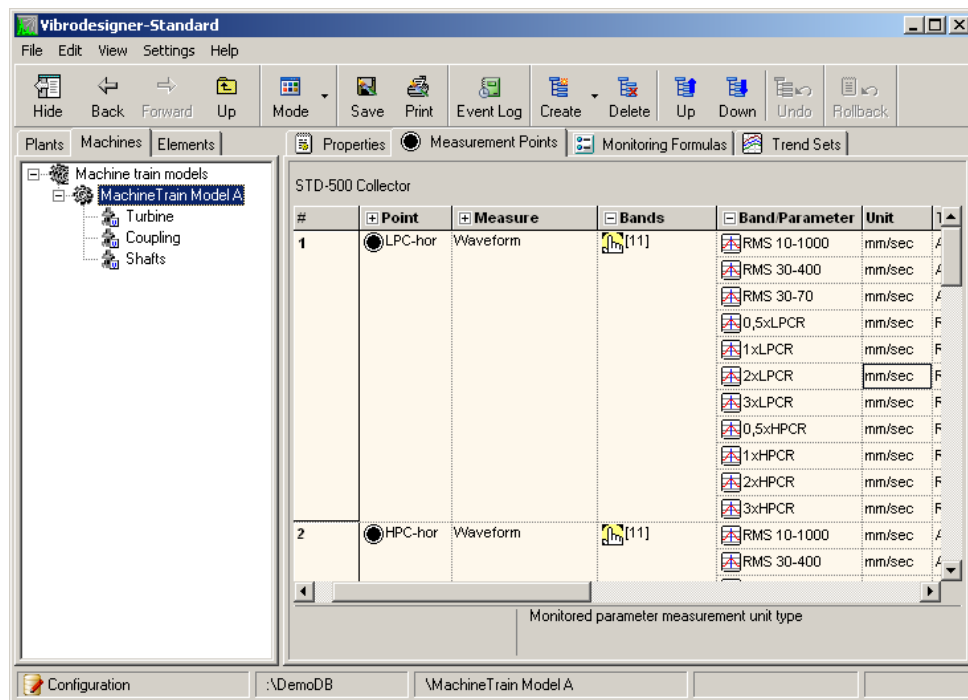 Vibrodesigner-Standard
File Edit View Settings Help
Hide Back Forward Up Mode Save Print Event Log Create Delete Up Down Undo Rollback
Plants Machines Elements
Properties Measurement Points Monitoring Formulas Trend Sets
Machine train models
MachineTrain Model A
Turbine
Coupling
Shafts
STD-500 Collector
# Point Measure Bands Band/Parameter Unit
1 LPC-hor Waveform [11] RMS 10-1000 mm/sec A
RMS 30-400 mm/sec A
RMS 30-70 mm/sec A
0,5xLPCR mm/sec R
1xLPCR mm/sec R
2xLPCR mm/sec R
3xLPCR mm/sec R
0,5xHPCR mm/sec R
1xHPCR mm/sec R
2xHPCR mm/sec R
3xHPCR mm/sec R
2 HPC-hor Waveform [11] RMS 10-1000 mm/sec A
RMS 30-400 mm/sec A
Monitored parameter measurement unit type
Configuration :\DemoDB \MachineTrain Model A